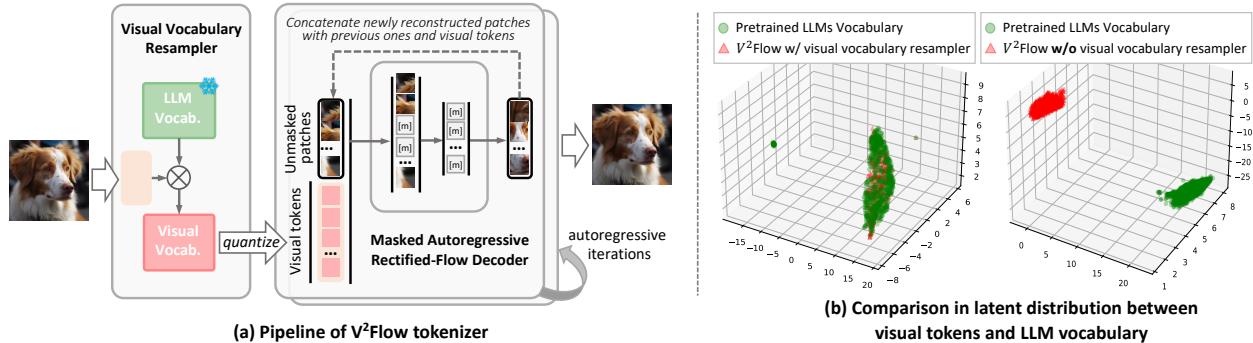 Visual Vocabulary
Resampler
LLM
Vocab.
Visual
Vocab.
quantize
Concatenate newly reconstructed patches
with previous ones and visual tokens
Unmasked
patches
Visual tokens
...
...
...
...
[m]
[m]
[m]
[m]
[m]
...
[m]
Masked Autoregressive
Rectified-Flow Decoder
autoregressive
iterations
(a) Pipeline of V²Flow tokenizer
Pretrained LLMs Vocabulary
V²Flow w/ visual vocabulary resampler
9
8
7
6
5
4
3
2
6
4
2
0
−2
−4
−6
−8
−15
−10
−5
0
5
10
15
20
Pretrained LLMs Vocabulary
V²Flow w/o visual vocabulary resampler
5
0
−5
−10
−15
−20
−25
8
7
6
5
4
3
2
1
0
5
10
15
20
(b) Comparison in latent distribution between
visual tokens and LLM vocabulary